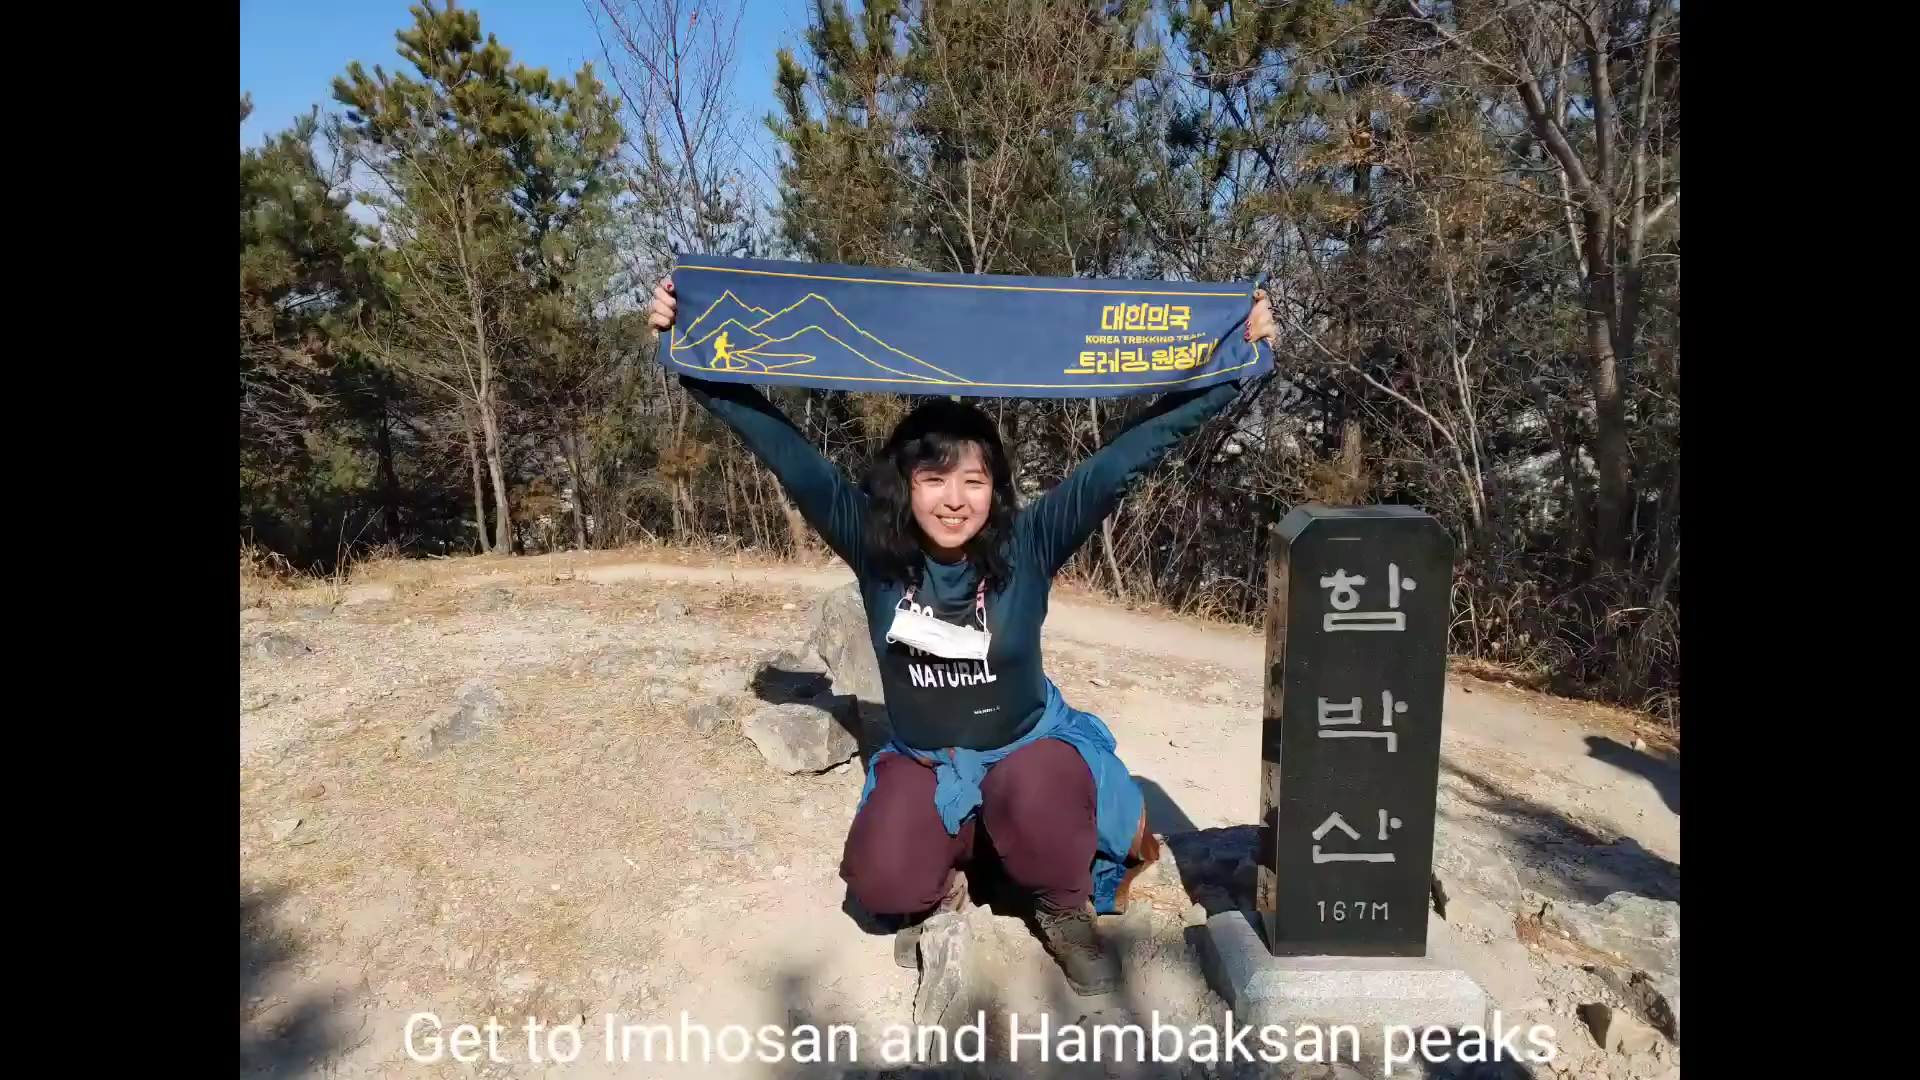 대한민국
KOREA TREKKING TEAM
트레킹 원정대
NATURAL
함
박
산
167M
Get to Imhosan and Hambaksan peaks